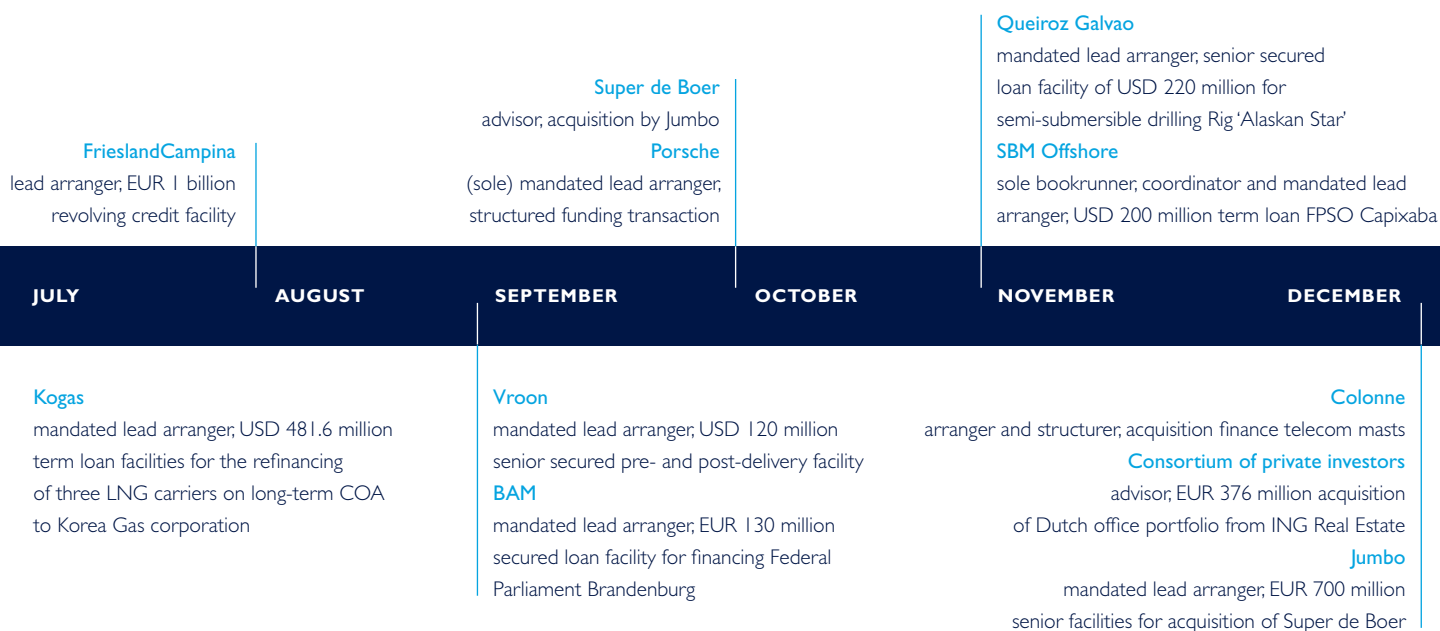 Queiroz Galvao
mandated lead arranger, senior secured
loan facility of USD 220 million for
semi-submersible drilling Rig ‘Alaskan Star’
SBM Offshore
sole bookrunner, coordinator and mandated lead
arranger, USD 200 million term loan FPSO Capixaba
Super de Boer
advisor, acquisition by Jumbo
Porsche
(sole) mandated lead arranger,
structured funding transaction
FrieslandCampina
lead arranger, EUR 1 billion
revolving credit facility
JULY AUGUST SEPTEMBER OCTOBER NOVEMBER DECEMBER
Kogas
mandated lead arranger, USD 481.6 million
term loan facilities for the refinancing
of three LNG carriers on long-term COA
to Korea Gas corporation
Vroon
mandated lead arranger, USD 120 million
senior secured pre- and post-delivery facility
BAM
mandated lead arranger, EUR 130 million
secured loan facility for financing Federal
Parliament Brandenburg
Colonne
arranger and structurer, acquisition finance telecom masts
Consortium of private investors
advisor, EUR 376 million acquisition
of Dutch office portfolio from ING Real Estate
Jumbo
mandated lead arranger, EUR 700 million
senior facilities for acquisition of Super de Boer